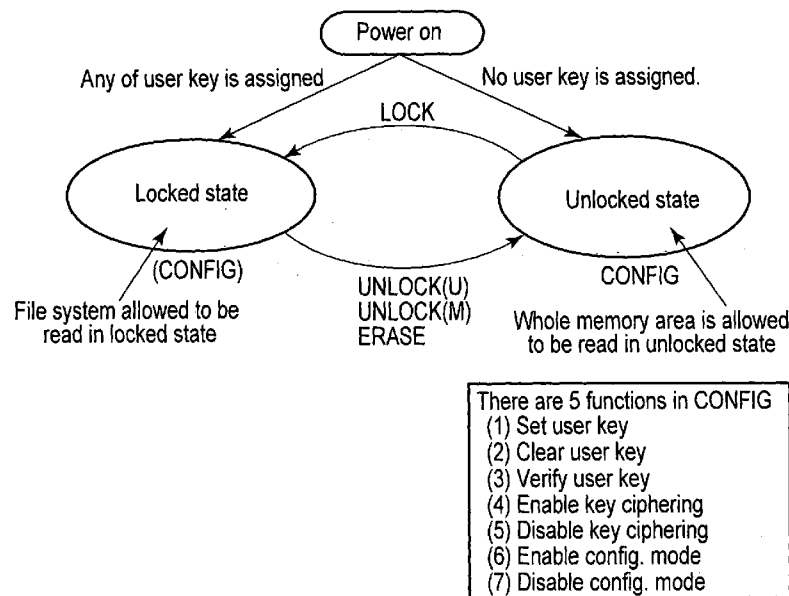 Power on
Any of user key is assigned
No user key is assigned.
LOCK
Locked state
Unlocked state
(CONFIG)
CONFIG
UNLOCK(U)
UNLOCK(M)
ERASE
File system allowed to be
read in locked state
Whole memory area is allowed
to be read in unlocked state
There are 5 functions in CONFIG
(1) Set user key
(2) Clear user key
(3) Verify user key
(4) Enable key ciphering
(5) Disable key ciphering
(6) Enable config. mode
(7) Disable config. mode